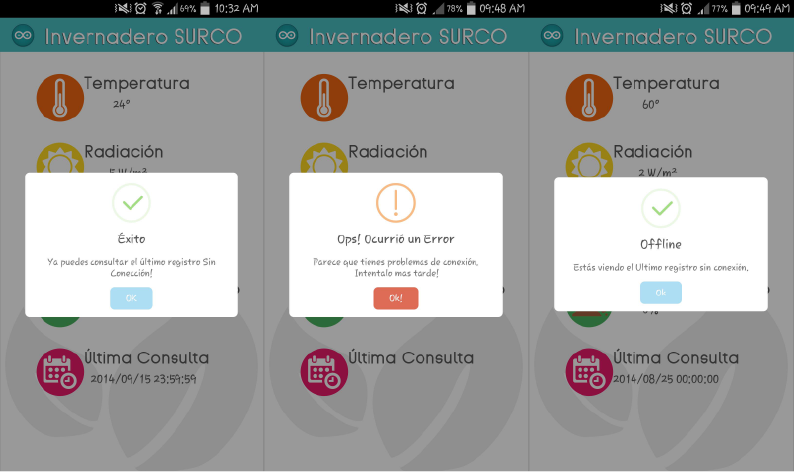 69% 10:32 AM
Invernadero SURCO
Temperatura
24°
Radiación
5 W/m²
Éxito
Ya puedes consultar el último registro Sin
Conección!
OK
Última Consulta
2014/09/15 23:59:59
78% 09:48 AM
Invernadero SURCO
Temperatura
Radiación
Ops! Ocurrió un Error
Parece que tienes problemas de conexión,
Intentalo mas tarde!
Ok!
Última Consulta
77% 09:49 AM
Invernadero SURCO
Temperatura
60°
Radiación
2 W/m²
Offline
Estás viendo el Ultimo registro sin conexión.
Ok
Última Consulta
2014/08/25 00:00:00